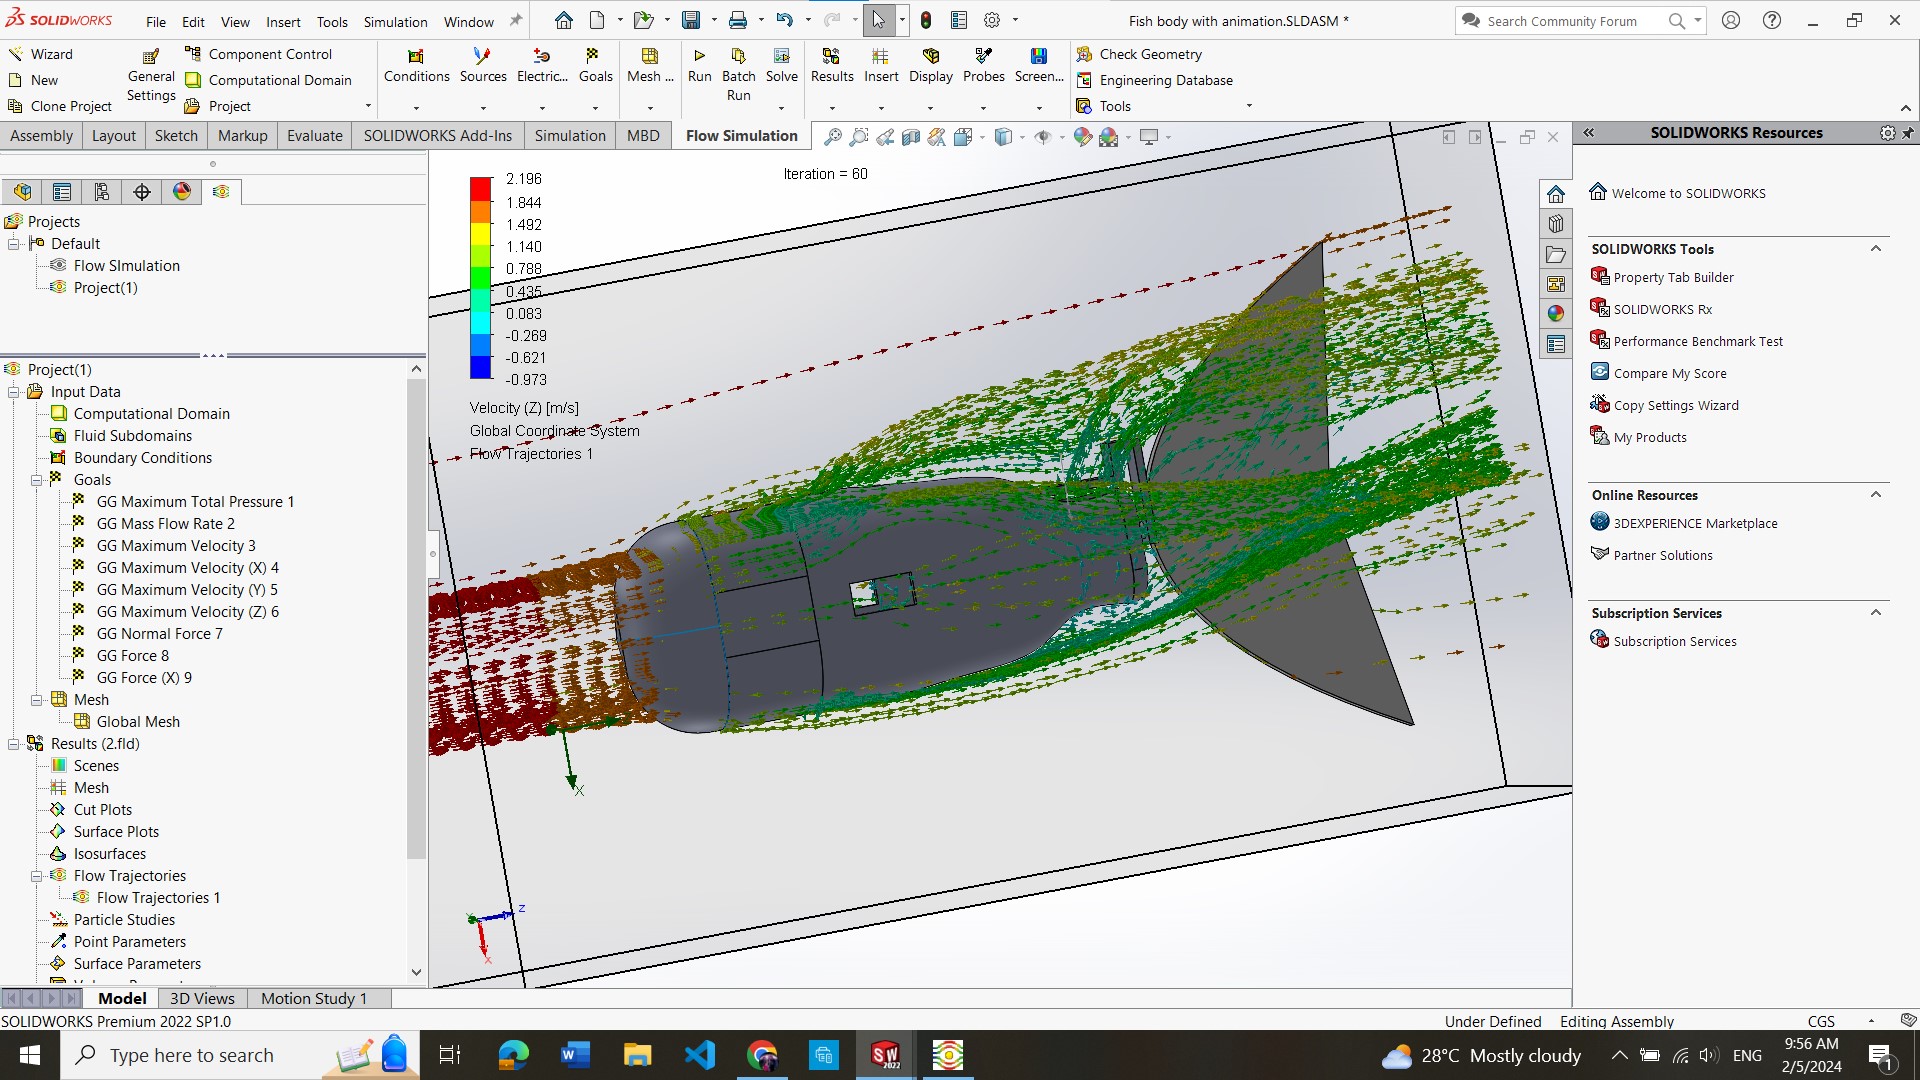 SOLIDWORKS
File Edit View Insert Tools Simulation Window
Fish body with animation.SLDASM *
Search Community Forum
Wizard
New
Clone Project
General Settings
Component Control
Computational Domain
Project
Conditions
Sources
Electric...
Goals
Mesh ...
Run
Batch Run
Solve
Results
Insert
Display
Probes
Screen...
Check Geometry
Engineering Database
Tools
Assembly Layout Sketch Markup Evaluate SOLIDWORKS Add-Ins Simulation MBD Flow Simulation
Projects
Default
Flow SImulation
Project(1)
Project(1)
Input Data
Computational Domain
Fluid Subdomains
Boundary Conditions
Goals
GG Maximum Total Pressure 1
GG Mass Flow Rate 2
GG Maximum Velocity 3
GG Maximum Velocity (X) 4
GG Maximum Velocity (Y) 5
GG Maximum Velocity (Z) 6
GG Normal Force 7
GG Force 8
GG Force (X) 9
Mesh
Global Mesh
Results (2.fld)
Scenes
Mesh
Cut Plots
Surface Plots
Isosurfaces
Flow Trajectories
Flow Trajectories 1
Particle Studies
Point Parameters
Surface Parameters
Iteration = 60
2.196
1.844
1.492
1.140
0.788
0.435
0.083
-0.269
-0.621
-0.973
Velocity (Z) [m/s]
Global Coordinate System
Flow Trajectories 1
X
Z
X
SOLIDWORKS Resources
Welcome to SOLIDWORKS
SOLIDWORKS Tools
Property Tab Builder
SOLIDWORKS Rx
Performance Benchmark Test
Compare My Score
Copy Settings Wizard
My Products
Online Resources
3DEXPERIENCE Marketplace
Partner Solutions
Subscription Services
Subscription Services
Model 3D Views Motion Study 1
SOLIDWORKS Premium 2022 SP1.0
Under Defined Editing Assembly CGS
Type here to search
SW 2022
28°C Mostly cloudy
ENG
9:56 AM
2/5/2024
1